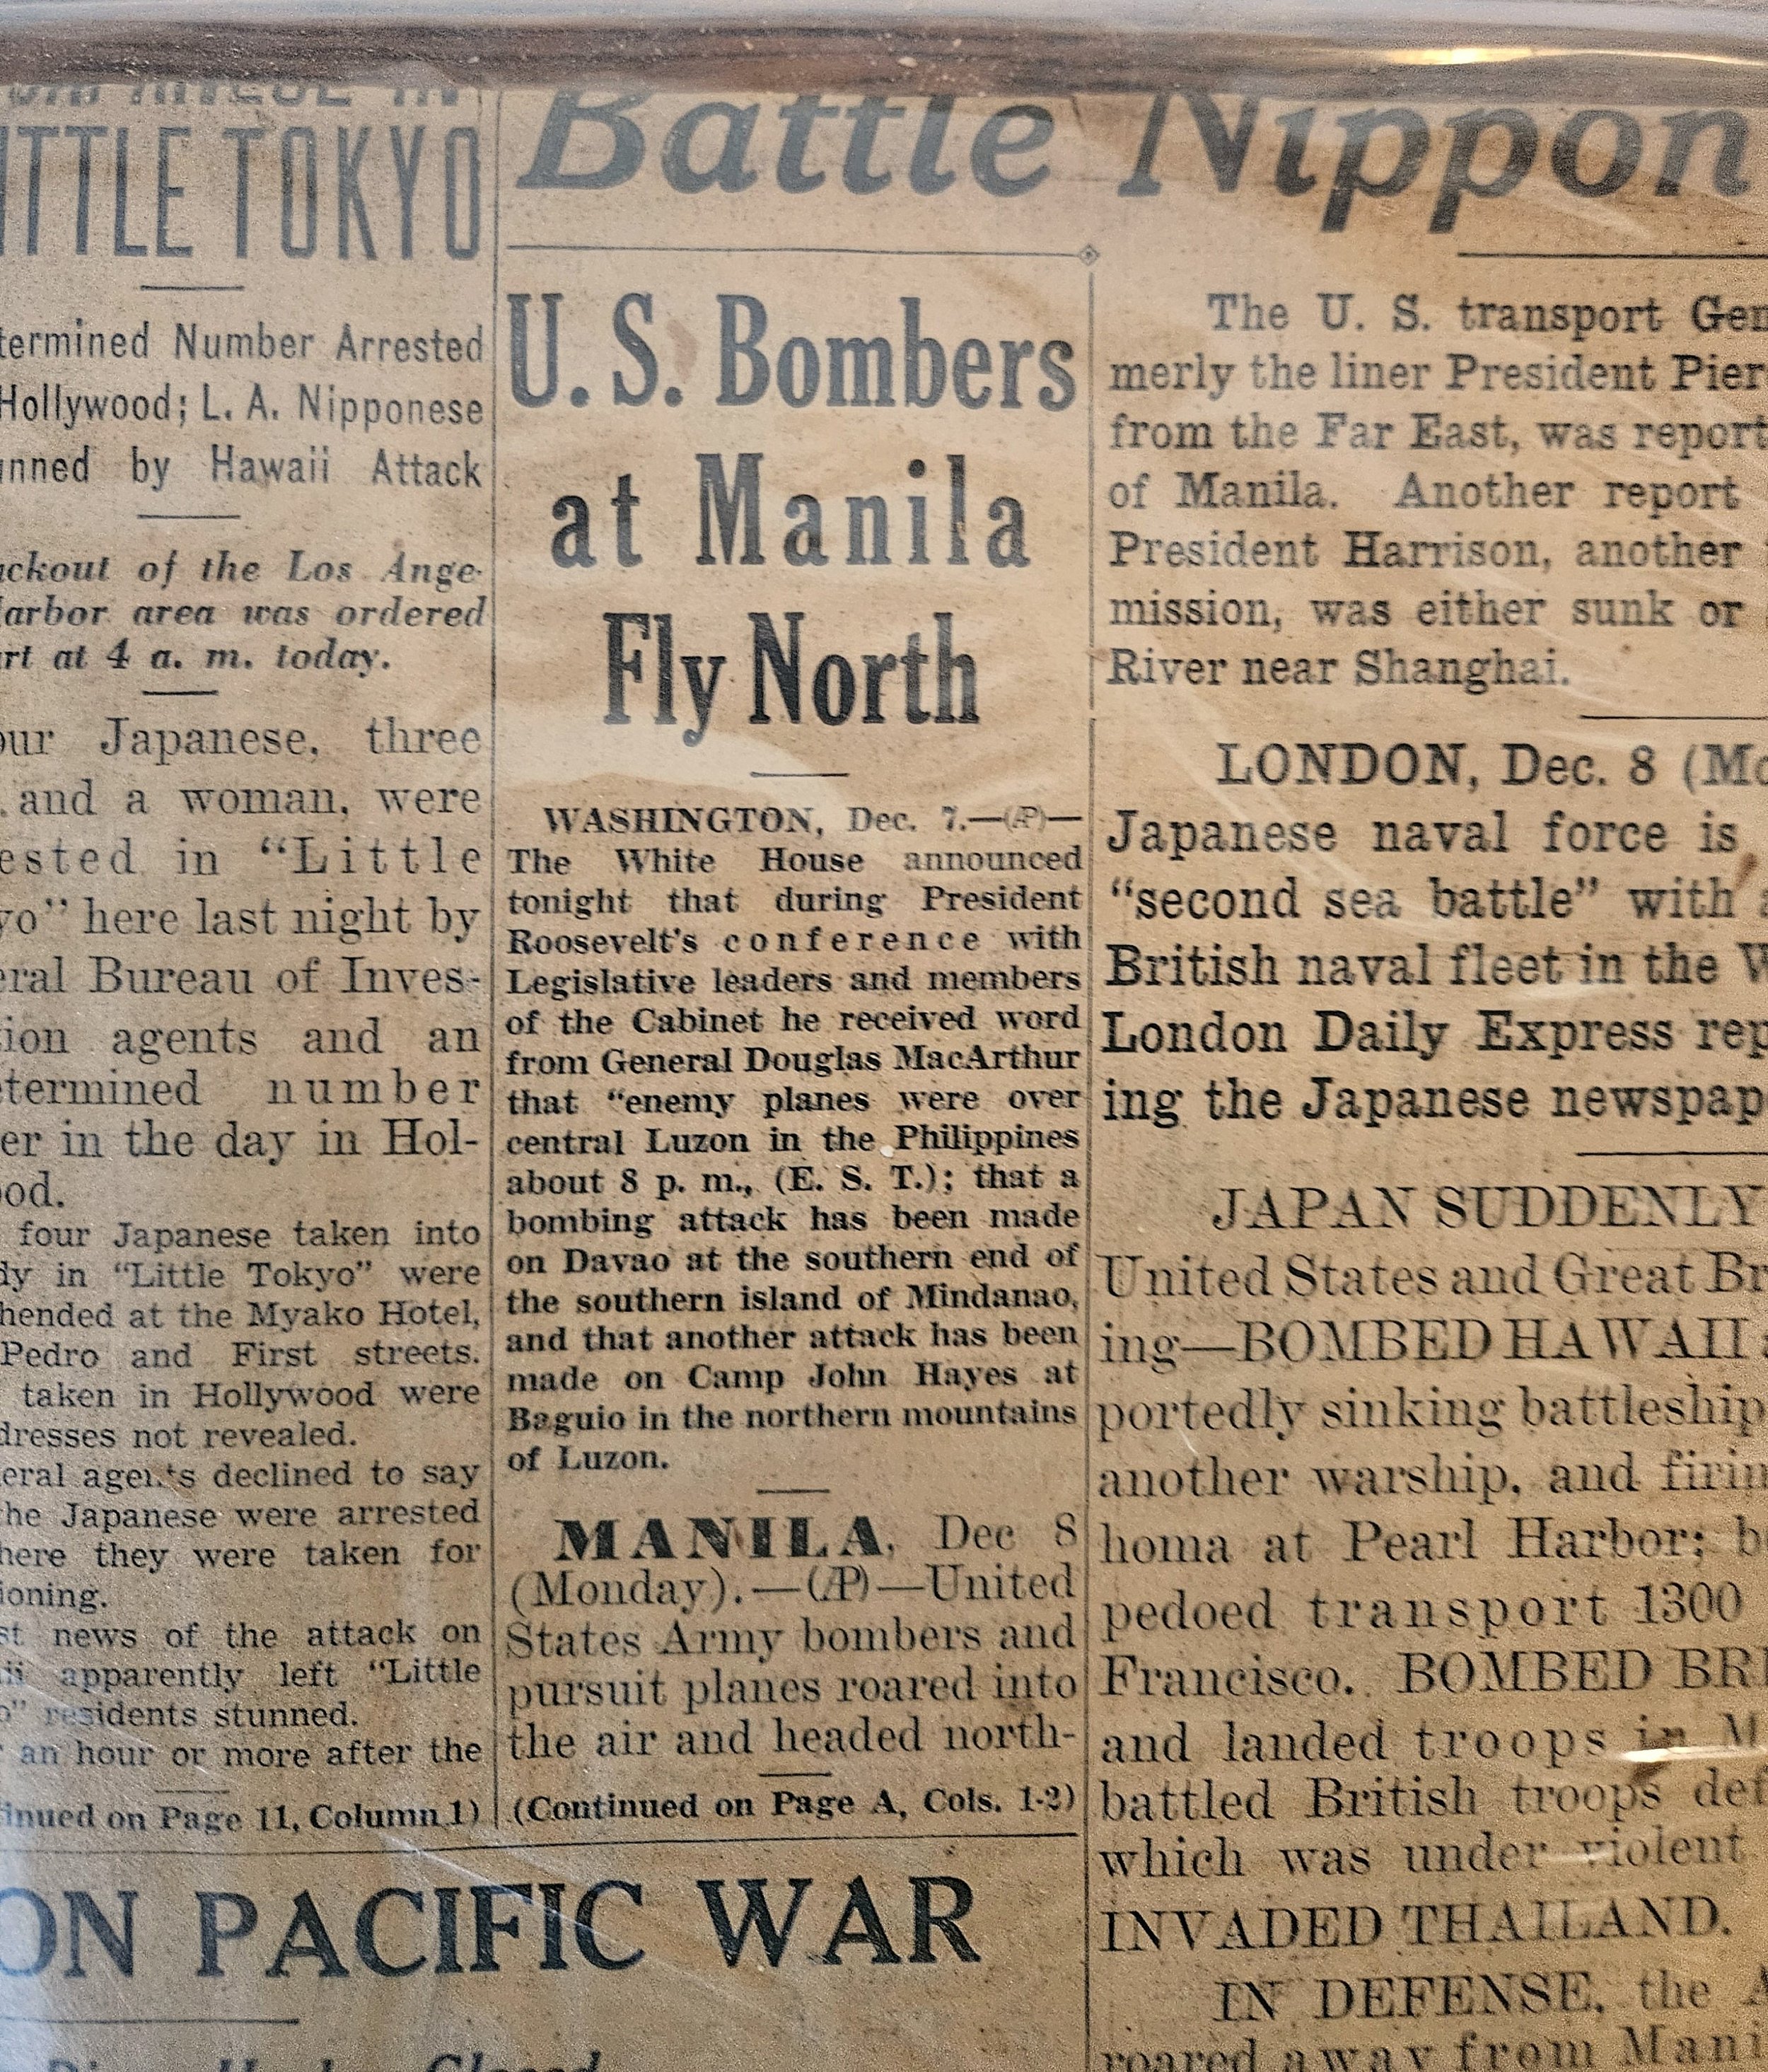 LITTLE TOKYO
termined Number Arrested
Hollywood; L. A. Nipponese
nned by Hawaii Attack
ackout of the Los Ange-
arbor area was ordered
rt at 4 a. m. today.
our Japanese, three
and a woman, were
ested in "Little
yo" here last night by
eral Bureau of Inves-
tion agents and an
etermined number
er in the day in Hol-
ood.
four Japanese taken into
dy in "Little Tokyo" were
hended at the Myako Hotel,
Pedro and First streets.
taken in Hollywood were
dresses not revealed.
eral agents declined to say
he Japanese were arrested
here they were taken for
ioning.
st news of the attack on
ii apparently left "Little
o" residents stunned.
an hour or more after the
inued on Page 11, Column 1)
Battle Nippon
U. S. Bombers
at Manila
Fly North
WASHINGTON, Dec. 7.—(AP)—
The White House announced
tonight that during President
Roosevelt's conference with
Legislative leaders and members
of the Cabinet he received word
from General Douglas MacArthur
that "enemy planes were over
central Luzon in the Philippines
about 8 p. m., (E. S. T.); that a
bombing attack has been made
on Davao at the southern end of
the southern island of Mindanao,
and that another attack has been
made on Camp John Hayes at
Baguio in the northern mountains
of Luzon.
MANILA, Dec 8
(Monday).—(AP)—United
States Army bombers and
pursuit planes roared into
the air and headed north-
(Continued on Page A, Cols. 1-2)
ON PACIFIC WAR
The U. S. transport Gen
merly the liner President Pier
from the Far East, was report
of Manila. Another report
President Harrison, another
mission, was either sunk or
River near Shanghai.
LONDON, Dec. 8 (Mo
Japanese naval force is
"second sea battle" with a
British naval fleet in the W
London Daily Express rep
ing the Japanese newspap
JAPAN SUDDENLY
United States and Great Br
ing—BOMBED HAWAII
portedly sinking battleship
another warship, and firin
homa at Pearl Harbor; b
pedoed transport 1300
Francisco. BOMBED BRI
and landed troops in M
battled British troops def
which was under violent
INVADED THAILAND.
IN DEFENSE, the A
roared away from Mani